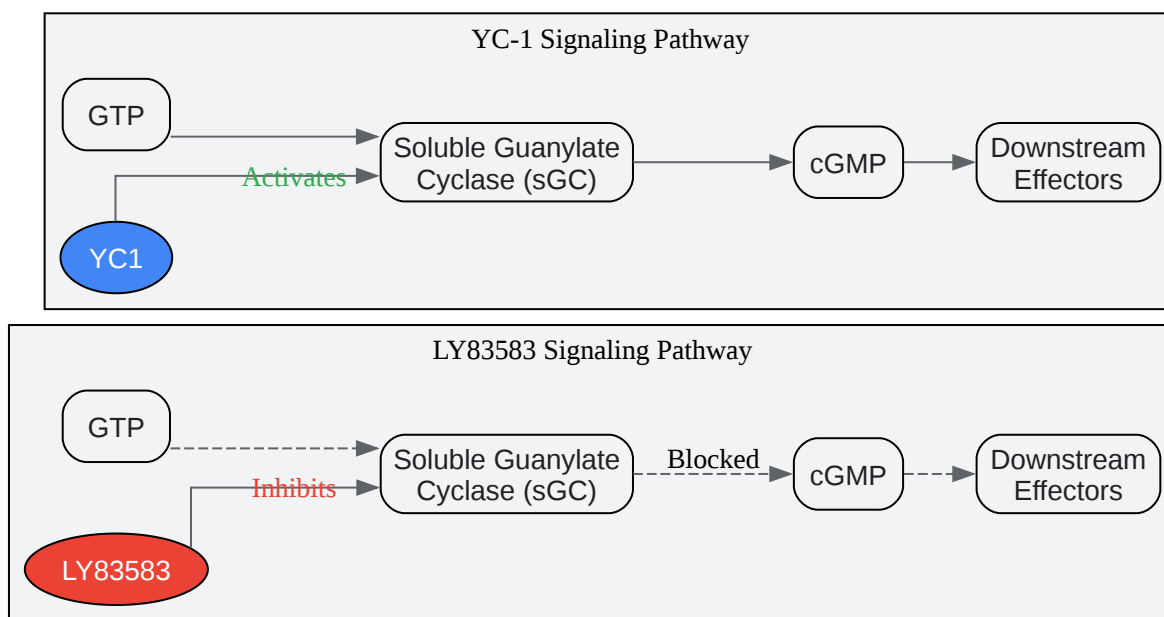 YC-1 Signaling Pathway
GTP
Activates
YC1
Soluble Guanylate
Cyclase (sGC)
cGMP
Downstream
Effectors
LY83583 Signaling Pathway
GTP
Inhibits
LY83583
Soluble Guanylate
Cyclase (sGC)
Blocked
cGMP
Downstream
Effectors